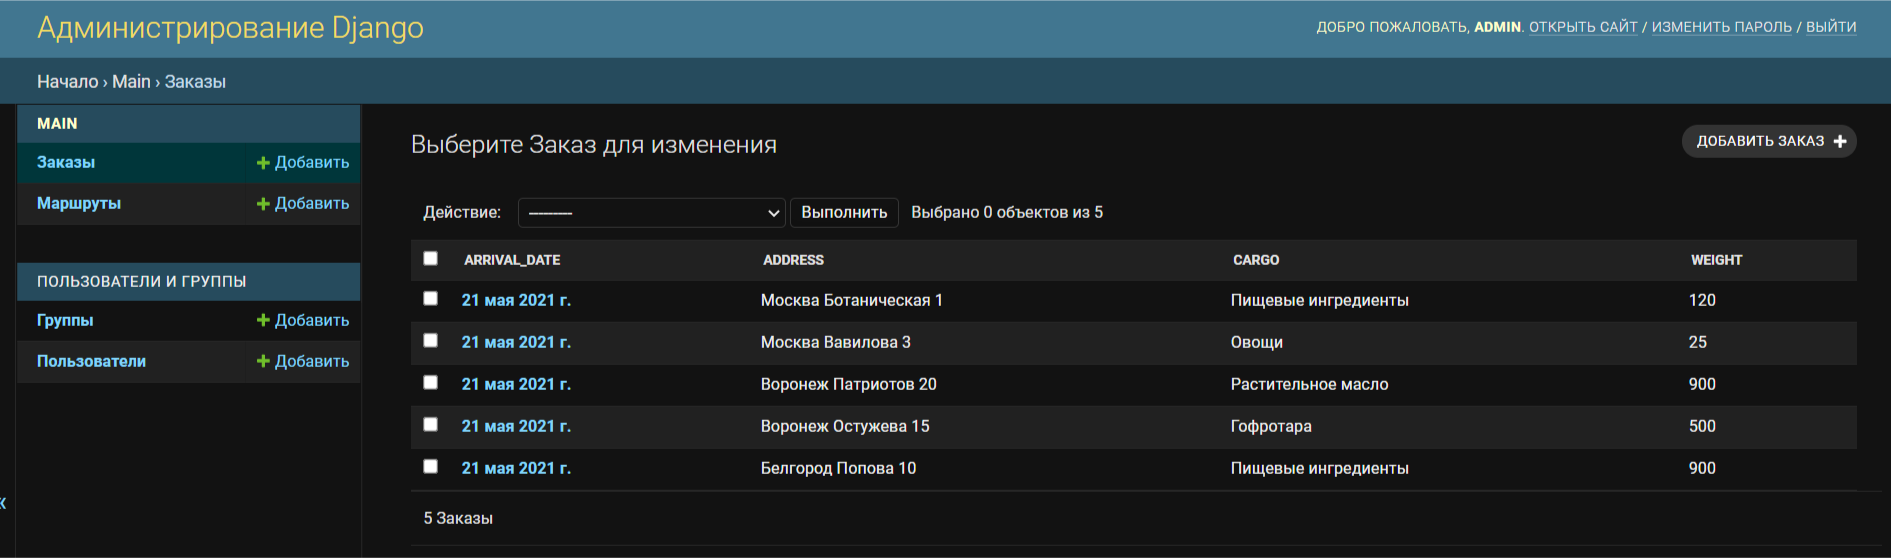 Администрирование Django
ДОБРО ПОЖАЛОВАТЬ, ADMIN. ОТКРЫТЬ САЙТ / ИЗМЕНИТЬ ПАРОЛЬ / ВЫЙТИ
Начало › Main › Заказы
MAIN
Заказы + Добавить
Маршруты + Добавить
ПОЛЬЗОВАТЕЛИ И ГРУППЫ
Группы + Добавить
Пользователи + Добавить
«
Выберите Заказ для изменения
ДОБАВИТЬ ЗАКАЗ +
Действие: --------- Выполнить Выбрано 0 объектов из 5
ARRIVAL_DATE ADDRESS CARGO WEIGHT
21 мая 2021 г. Москва Ботаническая 1 Пищевые ингредиенты 120
21 мая 2021 г. Москва Вавилова 3 Овощи 25
21 мая 2021 г. Воронеж Патриотов 20 Растительное масло 900
21 мая 2021 г. Воронеж Остужева 15 Гофротара 500
21 мая 2021 г. Белгород Попова 10 Пищевые ингредиенты 900
5 Заказы